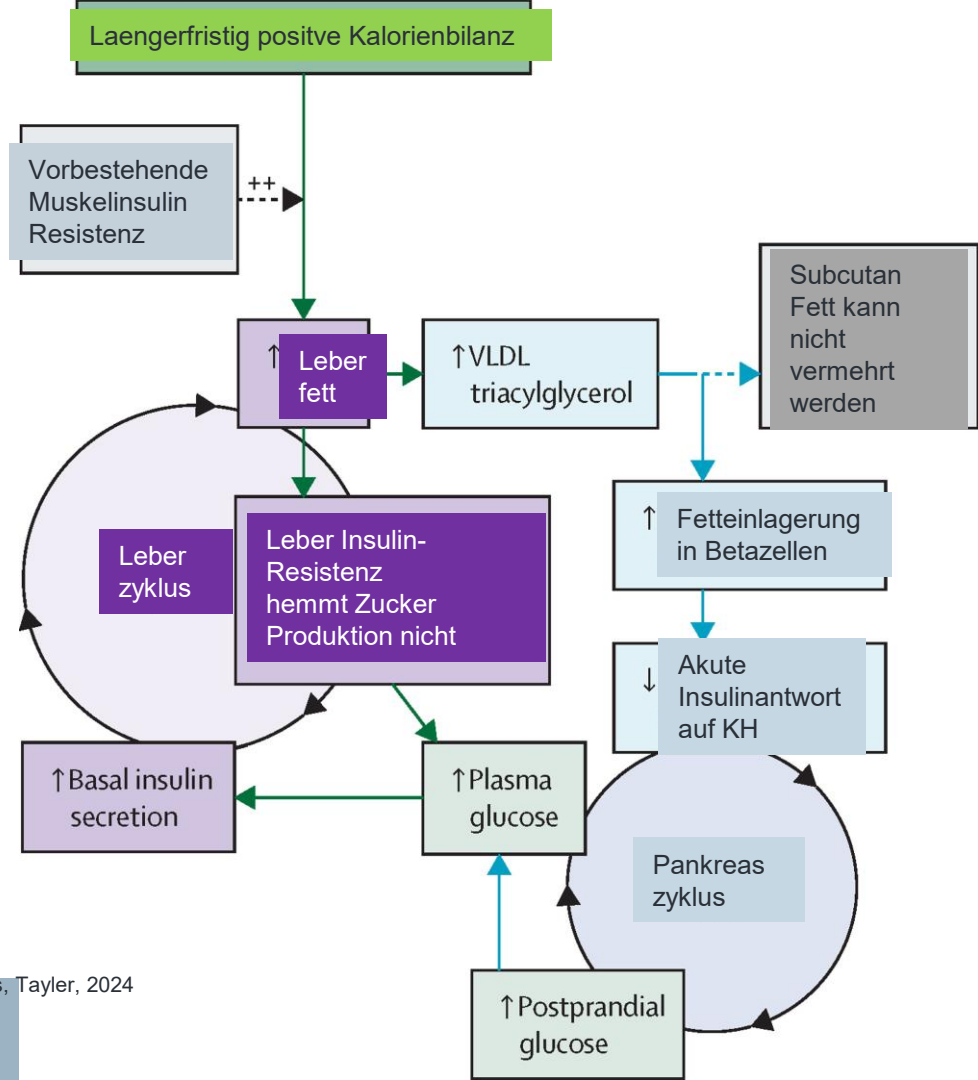 Laengerfristig positve Kalorienbilanz
Vorbestehende
Muskelinsulin
Resistenz
++
Subcutan
Fett kann
nicht
vermehrt
werden
↑
Leber
fett
↑VLDL
triacylglycerol
↑
Fetteinlagerung
in Betazellen
Leber
zyklus
Leber Insulin-
Resistenz
hemmt Zucker
Produktion nicht
↓
Akute
Insulinantwort
auf KH
↑Basal insulin
secretion
↑Plasma
glucose
Pankreas
zyklus
Tayler, 2024
↑Postprandial
glucose